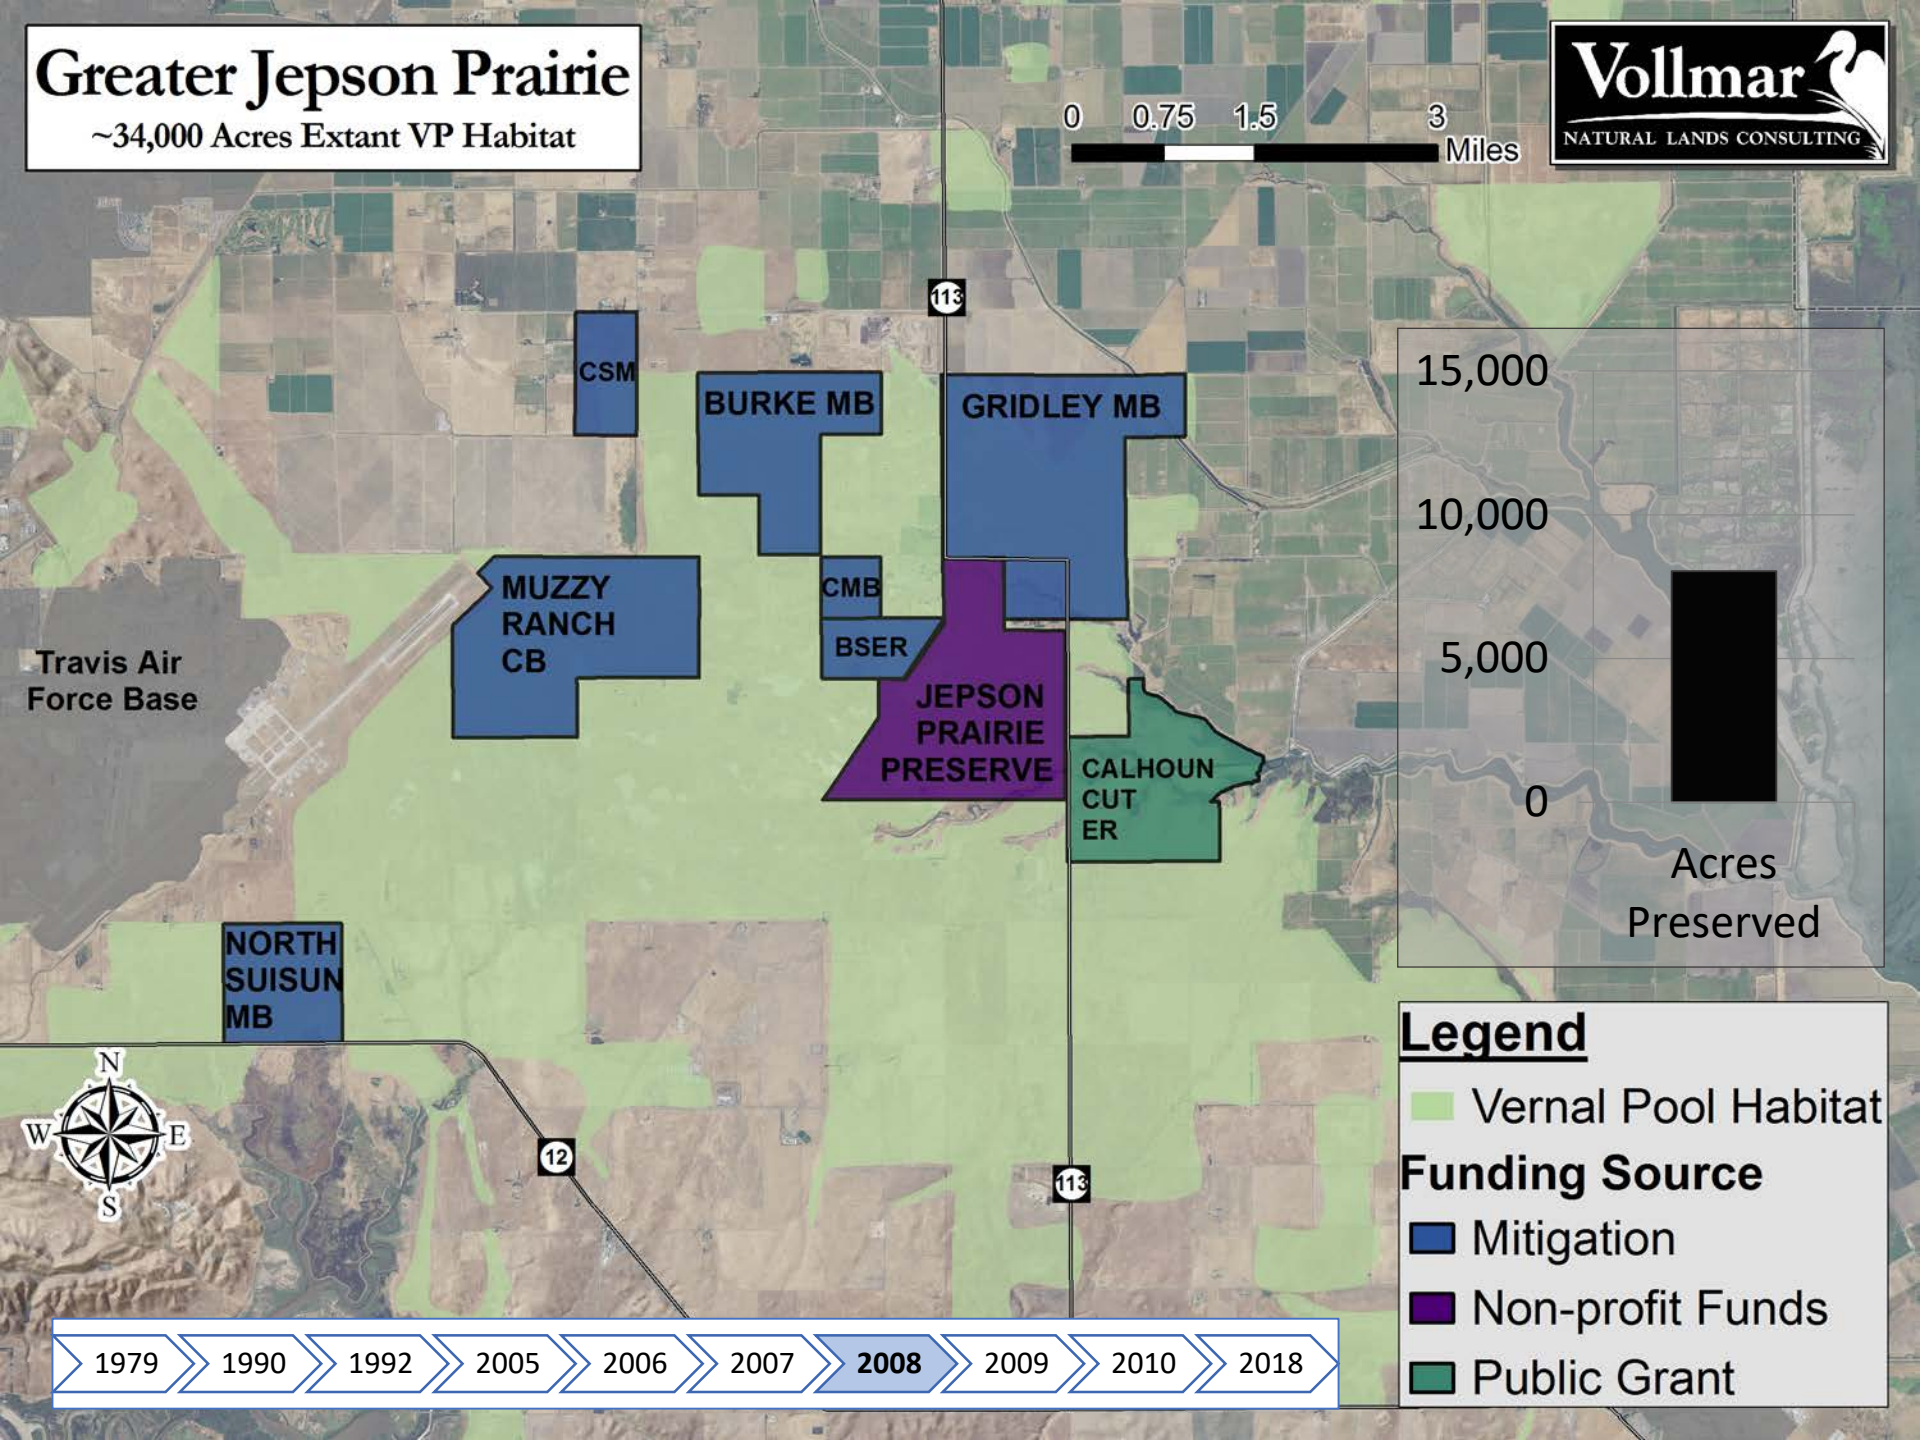 Greater Jepson Prairie
~34,000 Acres Extant VP Habitat
0 0.75 1.5 3
Miles
Vollmar
NATURAL LANDS CONSULTING
113
CSM
BURKE MB
GRIDLEY MB
15,000
10,000
5,000
0
Acres
Preserved
MUZZY
RANCH
CB
CMB
BSER
Travis Air
Force Base
JEPSON
PRAIRIE
PRESERVE
CALHOUN
CUT
ER
NORTH
SUISUN
MB
N
W E
S
12
113
Legend
Vernal Pool Habitat
Funding Source
Mitigation
Non-profit Funds
Public Grant
1979 1990 1992 2005 2006 2007 2008 2009 2010 2018